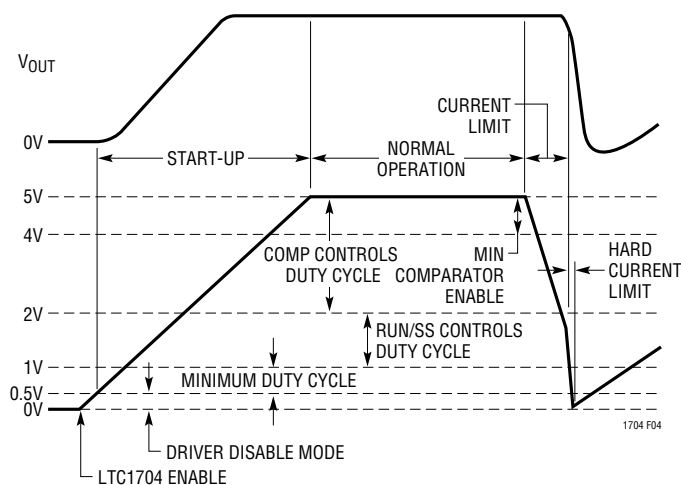 VOUT
0V
START-UP
NORMAL
OPERATION
CURRENT
LIMIT
5V
4V
2V
1V
0.5V
0V
COMP CONTROLS
DUTY CYCLE
MIN
COMPARATOR
ENABLE
HARD
CURRENT
LIMIT
RUN/SS CONTROLS
DUTY CYCLE
MINIMUM DUTY CYCLE
DRIVER DISABLE MODE
LTC1704 ENABLE
1704 F04